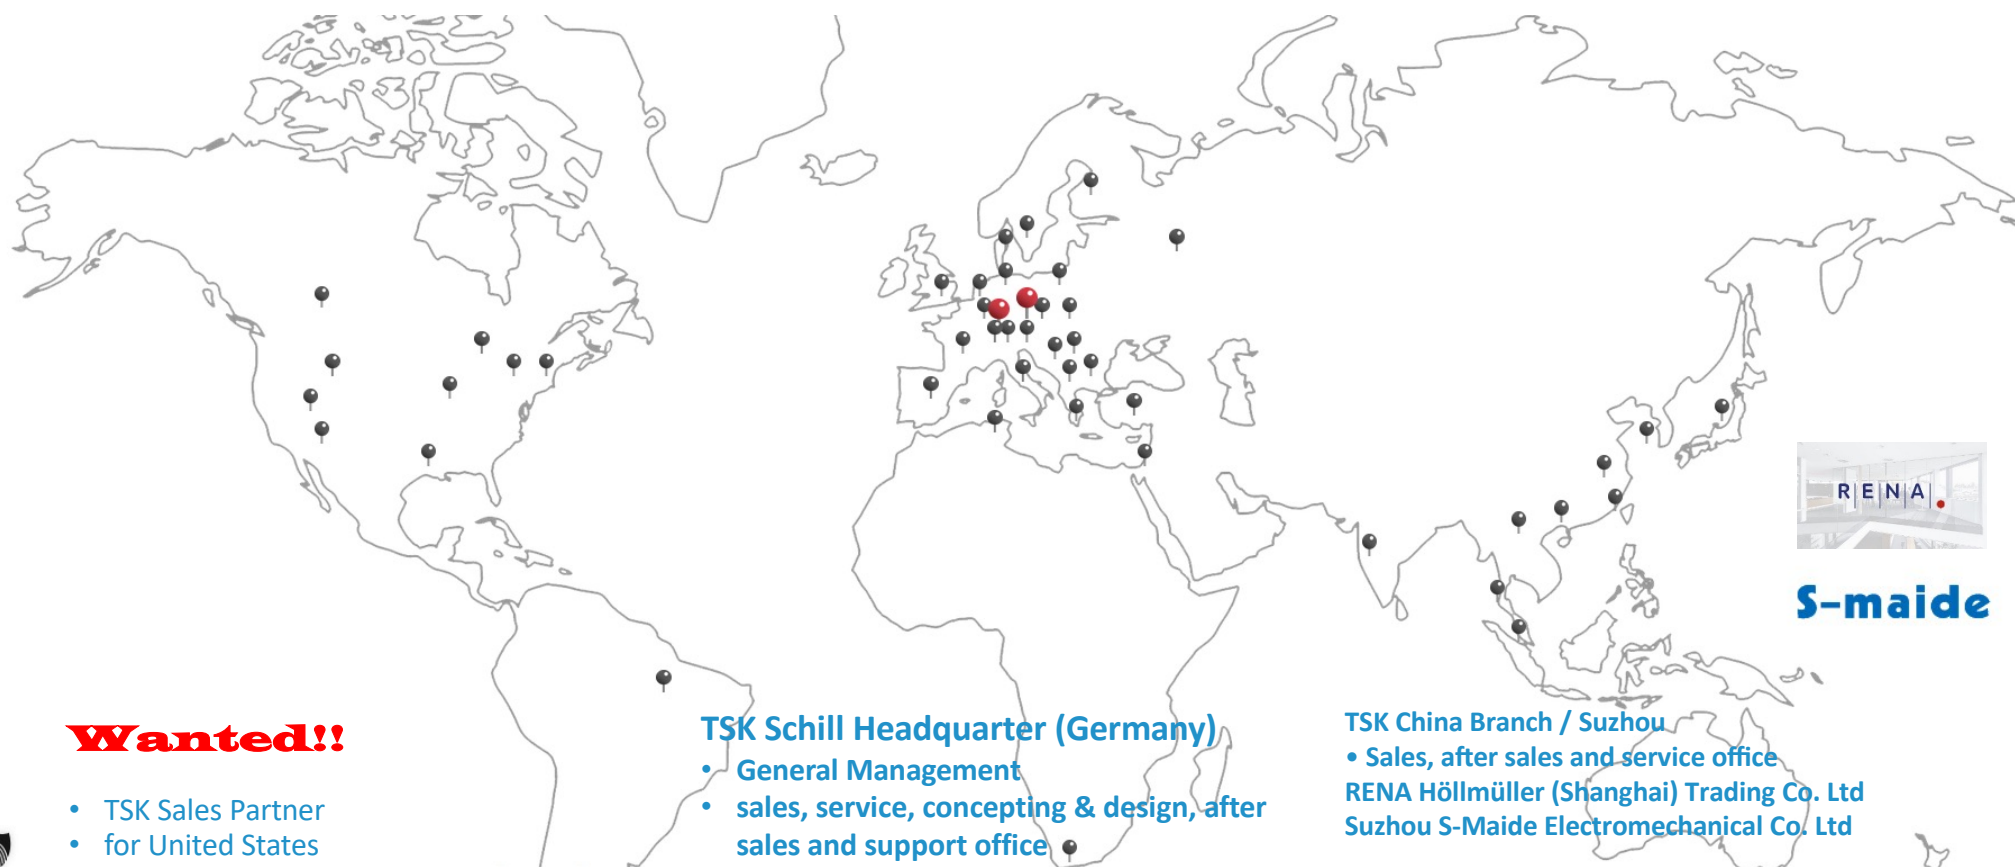 R|E|N|A|.
S-maide
Wanted!!
• TSK Sales Partner
• for United States
TSK Schill Headquarter (Germany)
• General Management
• sales, service, concepting & design, after
sales and support office
TSK China Branch / Suzhou
• Sales, after sales and service office
RENA Höllmüller (Shanghai) Trading Co. Ltd
Suzhou S-Maide Electromechanical Co. Ltd